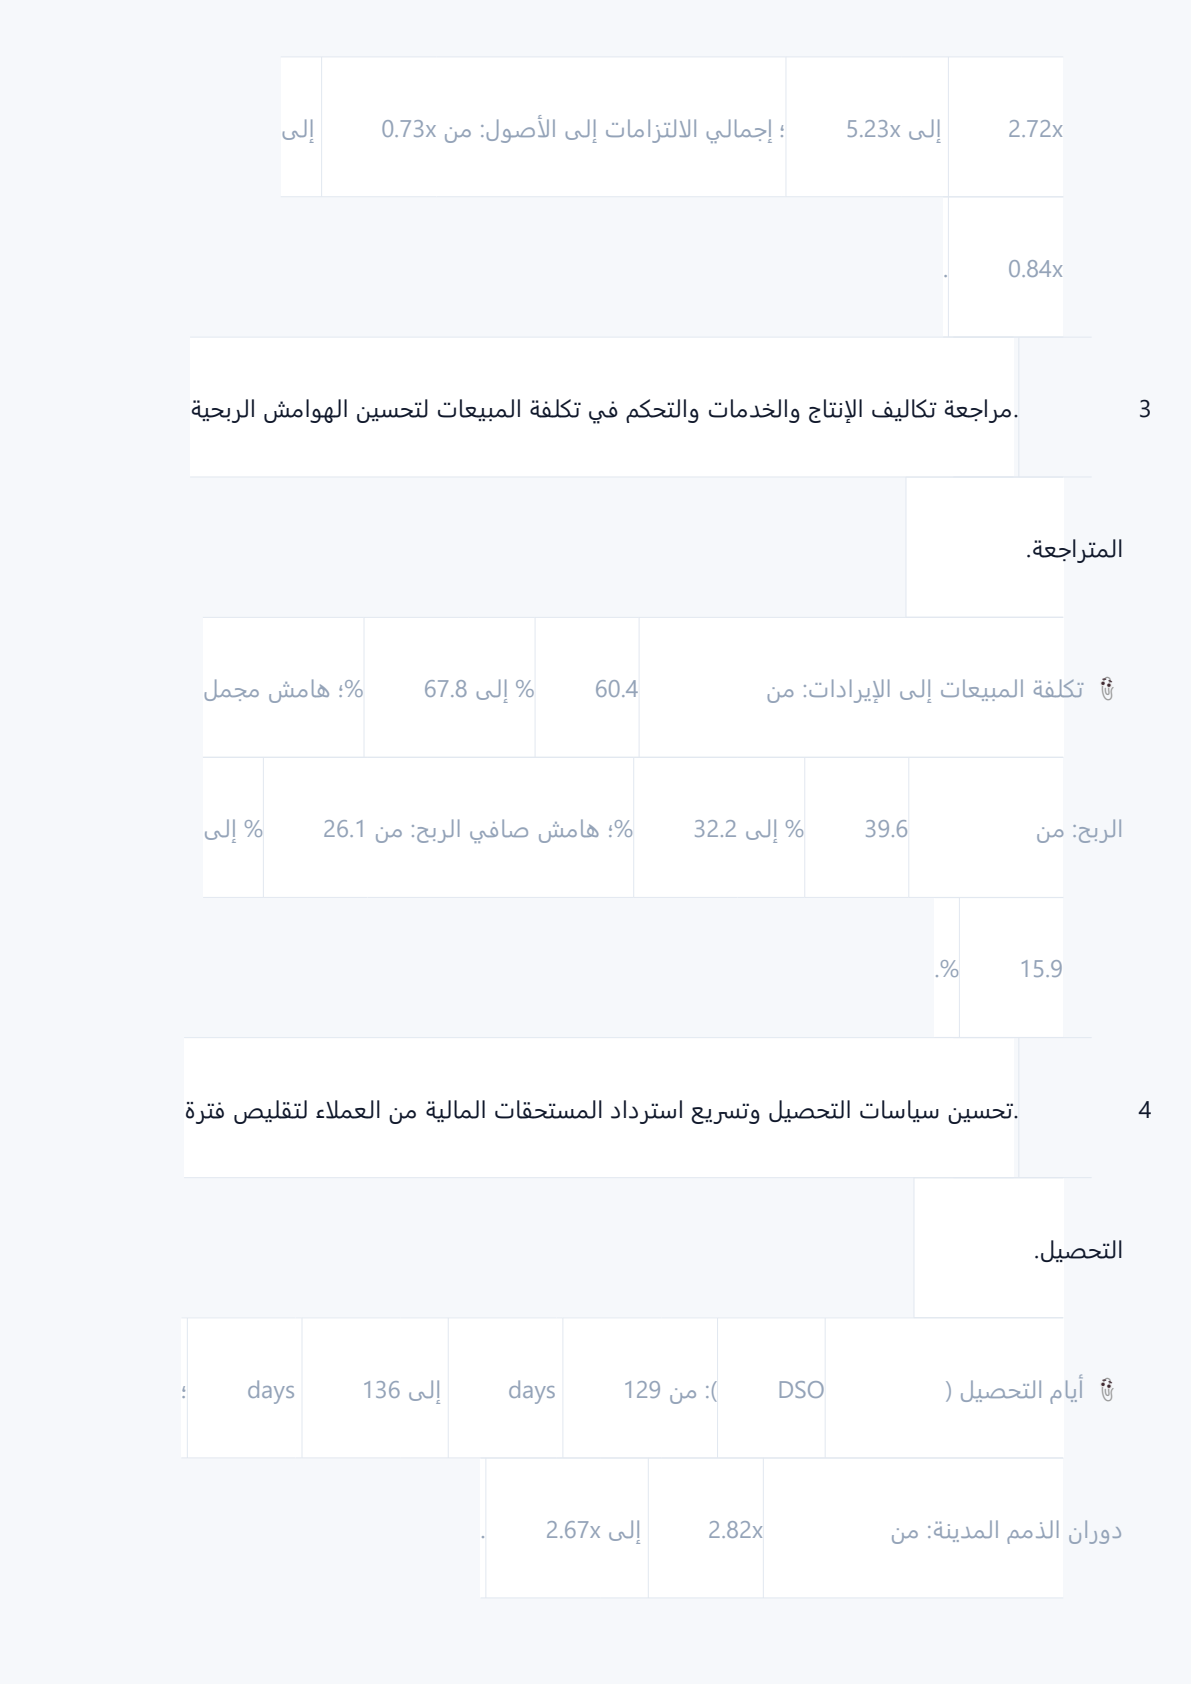 2.72x إلى 5.23x؛ إجمالي الالتزامات إلى الأصول: من 0.73x إلى
0.84x.
3.مراجعة تكاليف الإنتاج والخدمات والتحكم في تكلفة المبيعات لتحسين الهوامش الربحية
المتراجعة.
تكلفة المبيعات إلى الإيرادات: من 60.4% إلى 67.8%؛ هامش مجمل
الربح: من 39.6% إلى 32.2%؛ هامش صافي الربح: من 26.1% إلى
15.9%.
4.تحسين سياسات التحصيل وتسريع استرداد المستحقات المالية من العملاء لتقليص فترة
التحصيل.
أيام التحصيل (DSO): من 129 days إلى 136 days؛
دوران الذمم المدينة: من 2.82x إلى 2.67x.